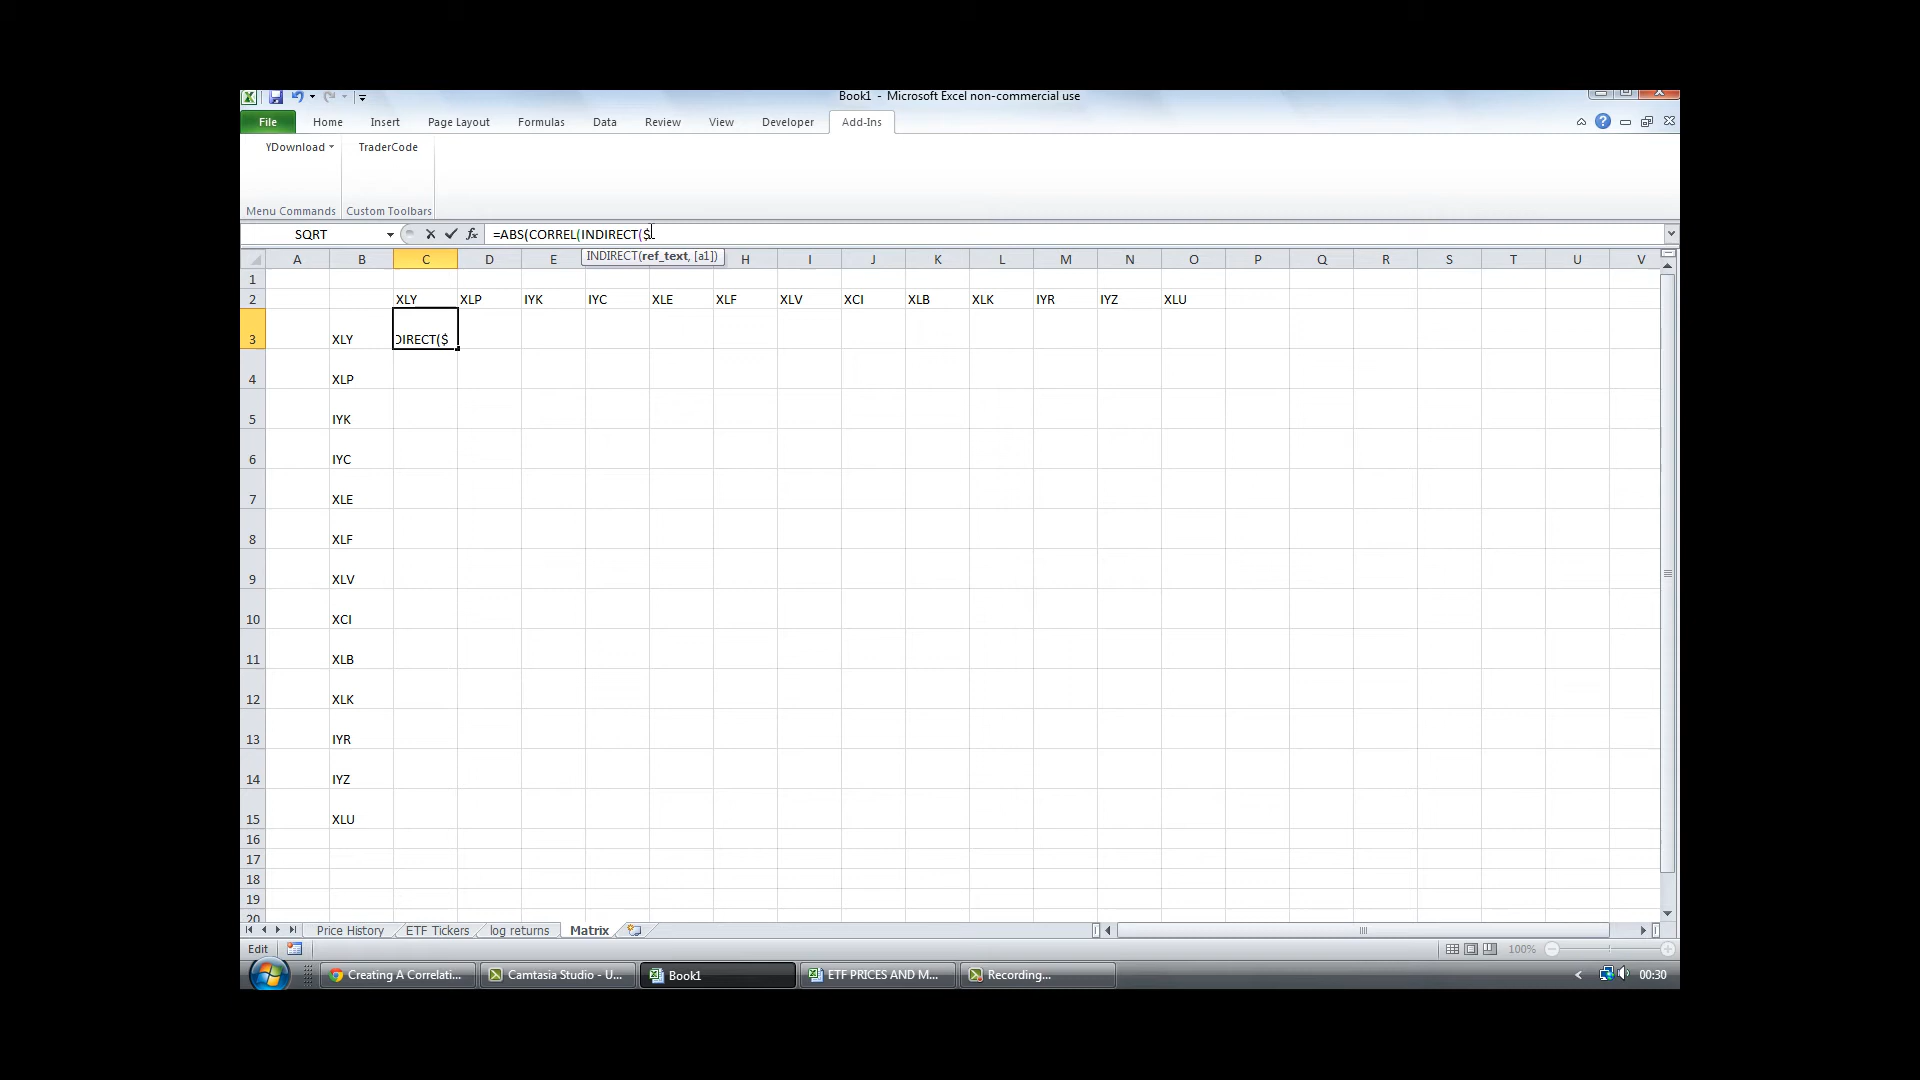 Book1 - Microsoft Excel non-commercial use
File Home Insert Page Layout Formulas Data Review View Developer Add-Ins
YDownload TraderCode
Menu Commands Custom Toolbars
SQRT =ABS(CORREL(INDIRECT($
INDIRECT(ref_text, [a1])
A B C D E H I J K L M N O P Q R S T U V
1
2 XLY XLP IYK IYC XLE XLF XLV XCI XLB XLK IYR IYZ XLU
3 XLY DIRECT($
4 XLP
5 IYK
6 IYC
7 XLE
8 XLF
9 XLV
10 XCI
11 XLB
12 XLK
13 IYR
14 IYZ
15 XLU
16
17
18
19
20
Price History ETF Tickers log returns Matrix
Edit 100%
Creating A Correlati... Camtasia Studio - U... Book1 ETF PRICES AND M... Recording... 00:30